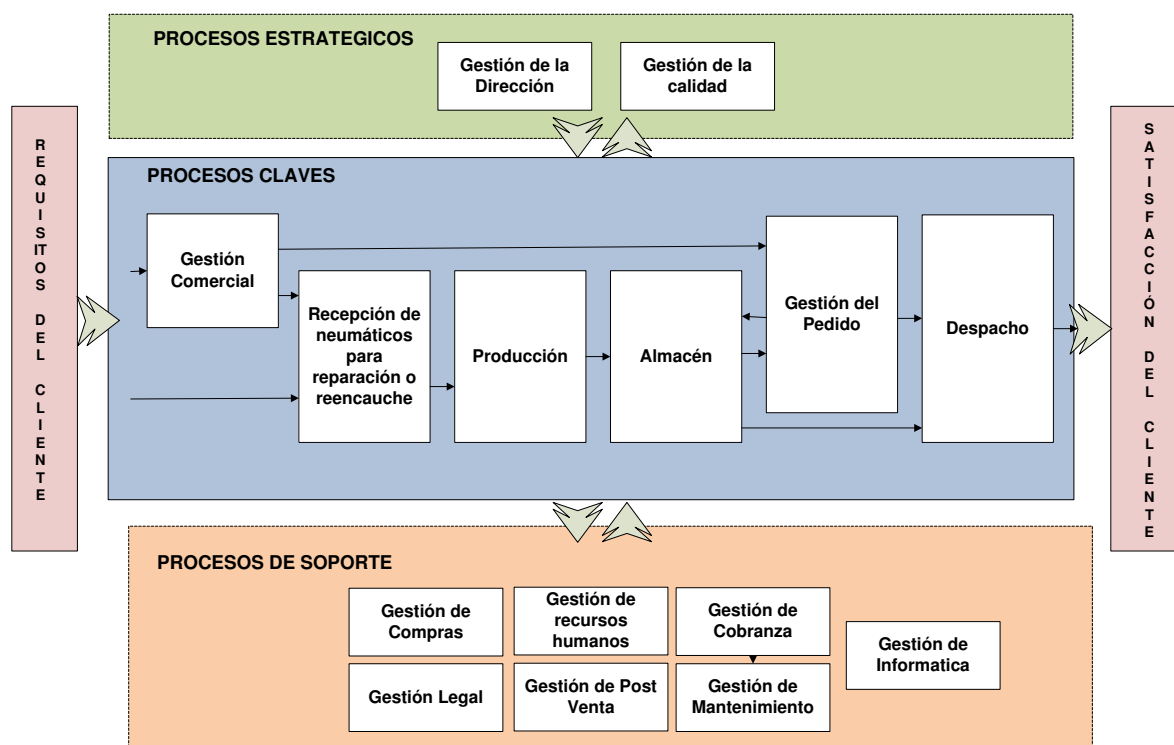 PROCESOS ESTRATEGICOS
Gestión de la
Dirección
Gestión de la
calidad
REQUISITOS DEL CLIENTE
PROCESOS CLAVES
Gestión
Comercial
Recepción de
neumáticos
para
reparación o
reencauche
Producción
Almacén
Gestión del
Pedido
Despacho
SATISFACCIÓN DEL CLIENTE
PROCESOS DE SOPORTE
Gestión de
Compras
Gestión de
recursos
humanos
Gestión de
Cobranza
Gestión de
Informatica
Gestión Legal
Gestión de Post
Venta
Gestión de
Mantenimiento